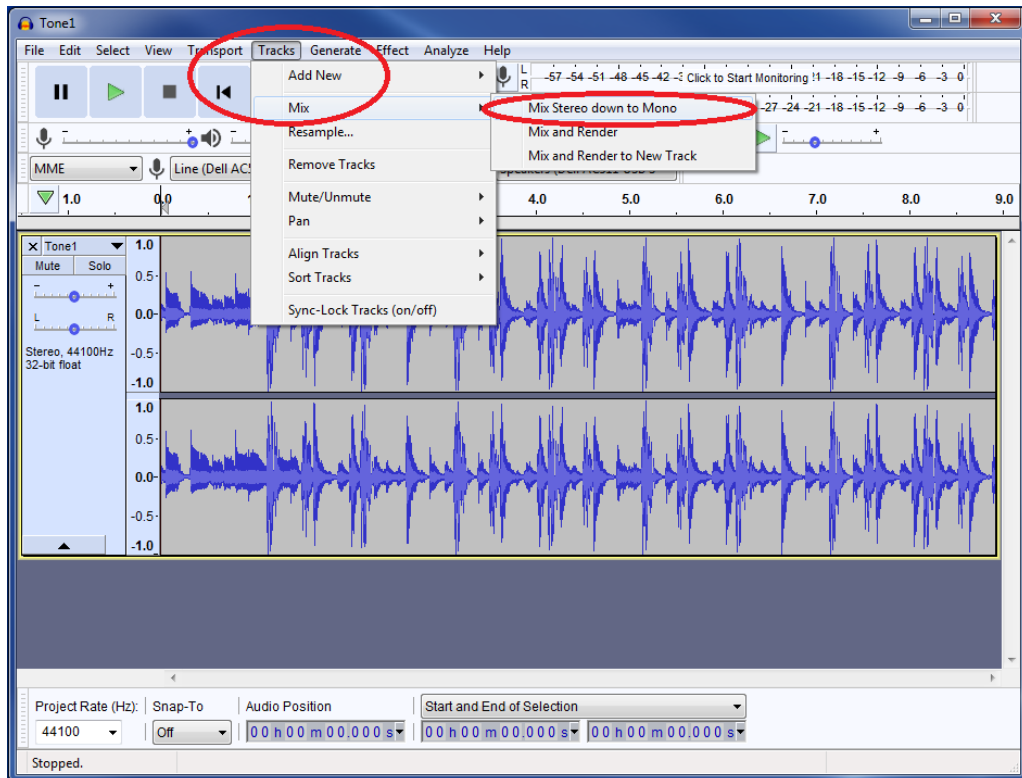 Tone1
File Edit Select View Transport Tracks Generate Effect Analyze Help
Add New
Mix
Resample...
Remove Tracks
Mute/Unmute
Pan
Align Tracks
Sort Tracks
Sync-Lock Tracks (on/off)
Mix Stereo down to Mono
Mix and Render
Mix and Render to New Track
L
R
-57 -54 -51 -48 -45 -42 Click to Start Monitoring -18 -15 -12 -9 -6 -3 0
-27 -24 -21 -18 -15 -12 -9 -6 -3 0
- + - - +
MME Line (Dell
1.0 0.0 4.0 5.0 6.0 7.0 8.0 9.0
X Tone1
Mute Solo
- +
L R
Stereo, 44100Hz
32-bit float
1.0
0.5
0.0
-0.5
-1.0
1.0
0.5
0.0
-0.5
-1.0
Project Rate (Hz): Snap-To Audio Position Start and End of Selection
44100 Off 00 h 00 m 00.000 s 00 h 00 m 00.000 s 00 h 00 m 00.000 s
Stopped.